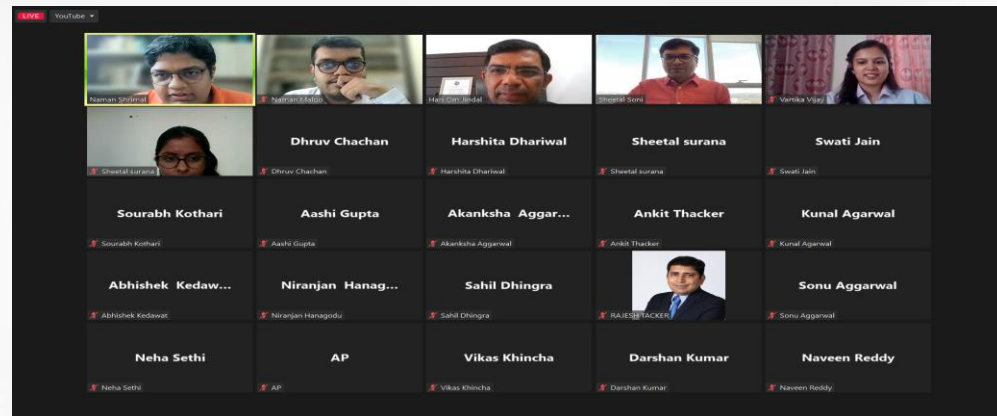 LIVE YouTube
Naman Shrimal Naman Maloo Hari Om Jindal Sheetal Soni Vartika Vijay
Dhruv Chachan Harshita Dhariwal Sheetal surana Swati Jain
Sheetal surana Dhruv Chachan Harshita Dhariwal Sheetal surana Swati Jain
Sourabh Kothari Aashi Gupta Akanksha Aggar... Ankit Thacker Kunal Agarwal
Sourabh Kothari Aashi Gupta Akanksha Aggarwal Ankit Thacker Kunal Agarwal
Abhishek Kedaw... Niranjan Hanag... Sahil Dhingra Sonu Aggarwal
Abhishek Kedawat Niranjan Hanagodu Sahil Dhingra RAJESH TACKER Sonu Aggarwal
Neha Sethi AP Vikas Khincha Darshan Kumar Naveen Reddy
Neha Sethi AP Vikas Khincha Darshan Kumar Naveen Reddy